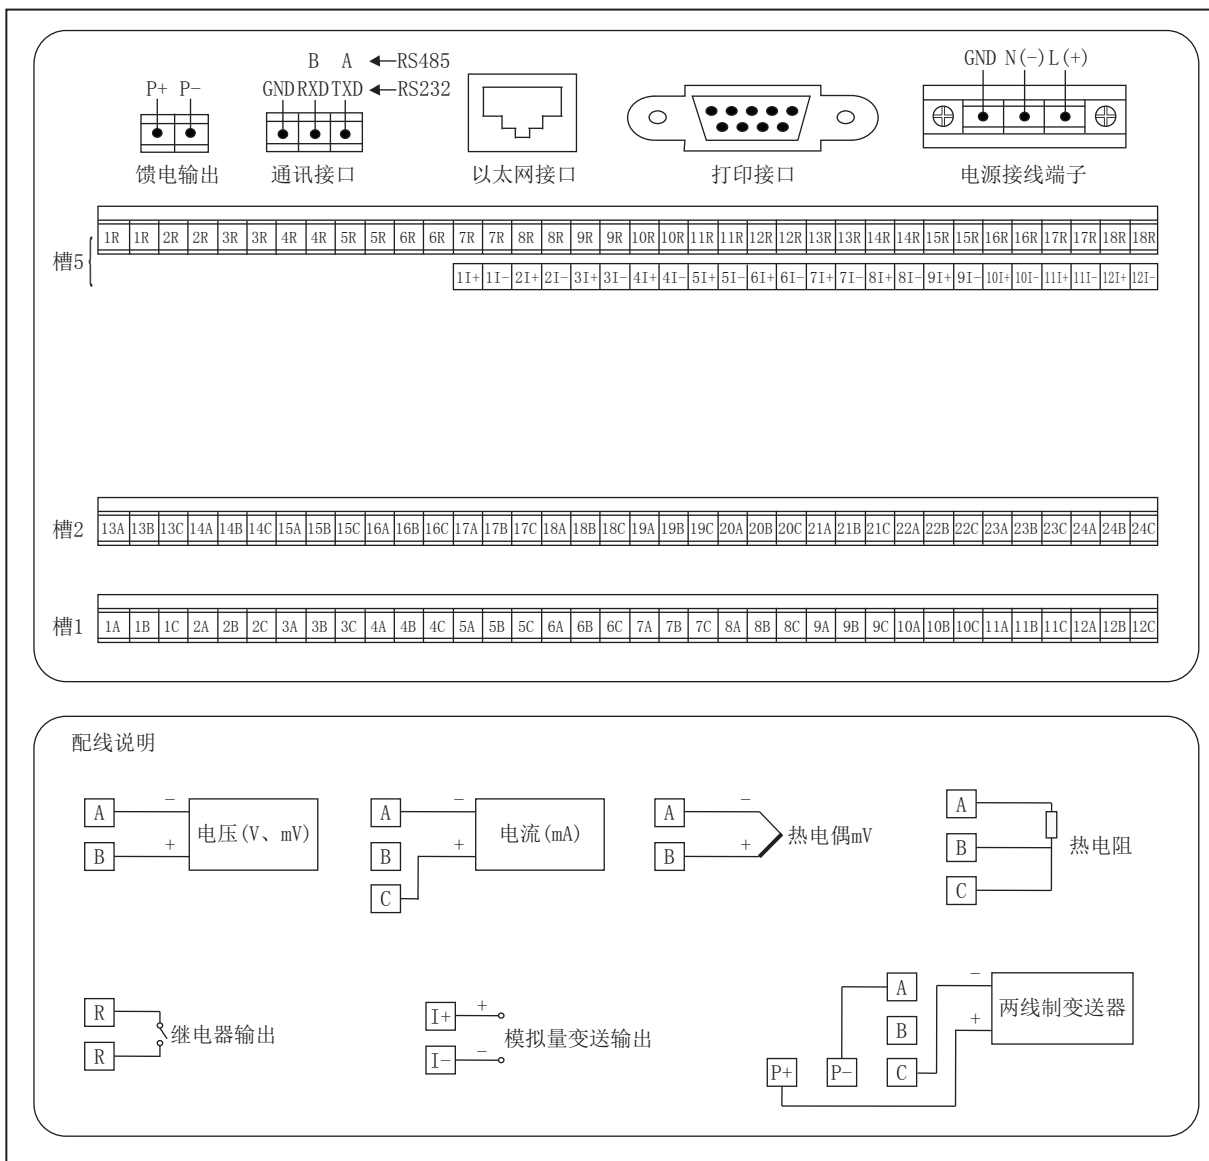 B A ←RS485
GND N(-) L(+)
P+ P-
GND RXD TXD ←RS232
馈电输出 通讯接口 以太网接口 打印接口 电源接线端子
槽5
1R 1R 2R 2R 3R 3R 4R 4R 5R 5R 6R 6R 7R 7R 8R 8R 9R 9R 10R 10R 11R 11R 12R 12R 13R 13R 14R 14R 15R 15R 16R 16R 17R 17R 18R 18R
1I+ 1I- 2I+ 2I- 3I+ 3I- 4I+ 4I- 5I+ 5I- 6I+ 6I- 7I+ 7I- 8I+ 8I- 9I+ 9I- 10I+ 10I- 11I+ 11I- 12I+ 12I-
槽2 13A 13B 13C 14A 14B 14C 15A 15B 15C 16A 16B 16C 17A 17B 17C 18A 18B 18C 19A 19B 19C 20A 20B 20C 21A 21B 21C 22A 22B 22C 23A 23B 23C 24A 24B 24C
槽1 1A 1B 1C 2A 2B 2C 3A 3B 3C 4A 4B 4C 5A 5B 5C 6A 6B 6C 7A 7B 7C 8A 8B 8C 9A 9B 9C 10A 10B 10C 11A 11B 11C 12A 12B 12C
配线说明
A -
B +
电压(V、mV)
A -
B +
C
电流(mA)
A -
B +
热电偶mV
A
B
C
热电阻
R
R
继电器输出
I+ +
I- -
模拟量变送输出
A -
B +
P+ P- C
两线制变送器